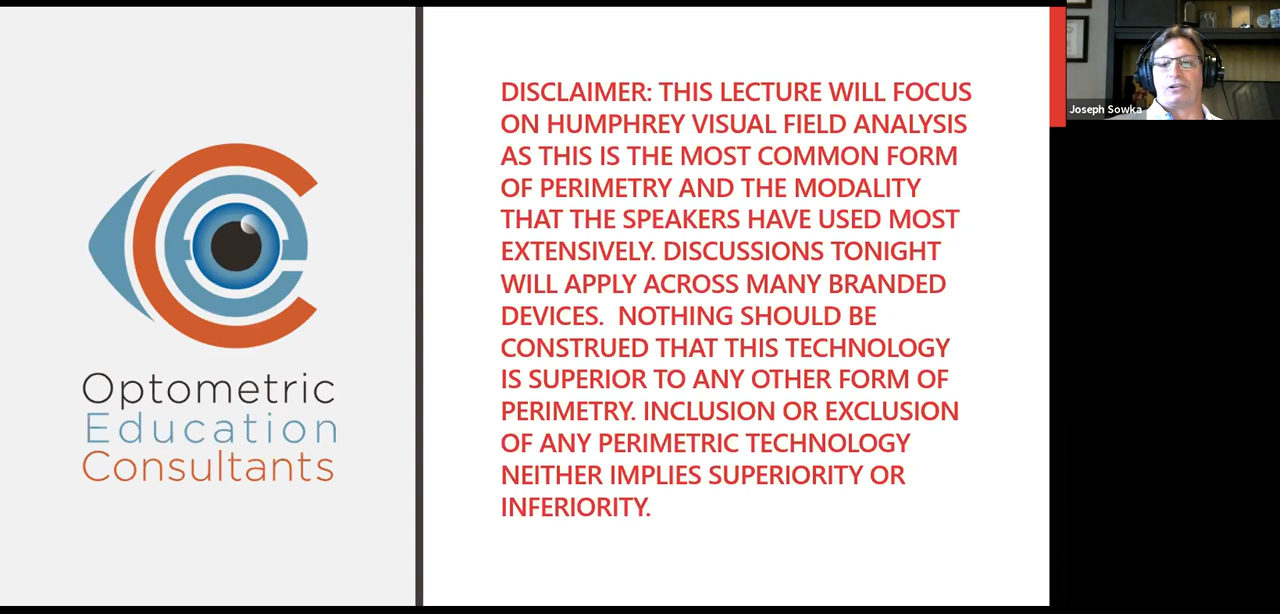 Optometric
Education
Consultants
DISCLAIMER: THIS LECTURE WILL FOCUS
ON HUMPHREY VISUAL FIELD ANALYSIS
AS THIS IS THE MOST COMMON FORM
OF PERIMETRY AND THE MODALITY
THAT THE SPEAKERS HAVE USED MOST
EXTENSIVELY. DISCUSSIONS TONIGHT
WILL APPLY ACROSS MANY BRANDED
DEVICES.  NOTHING SHOULD BE
CONSTRUED THAT THIS TECHNOLOGY
IS SUPERIOR TO ANY OTHER FORM OF
PERIMETRY. INCLUSION OR EXCLUSION
OF ANY PERIMETRIC TECHNOLOGY
NEITHER IMPLIES SUPERIORITY OR
INFERIORITY.
Joseph Sowka